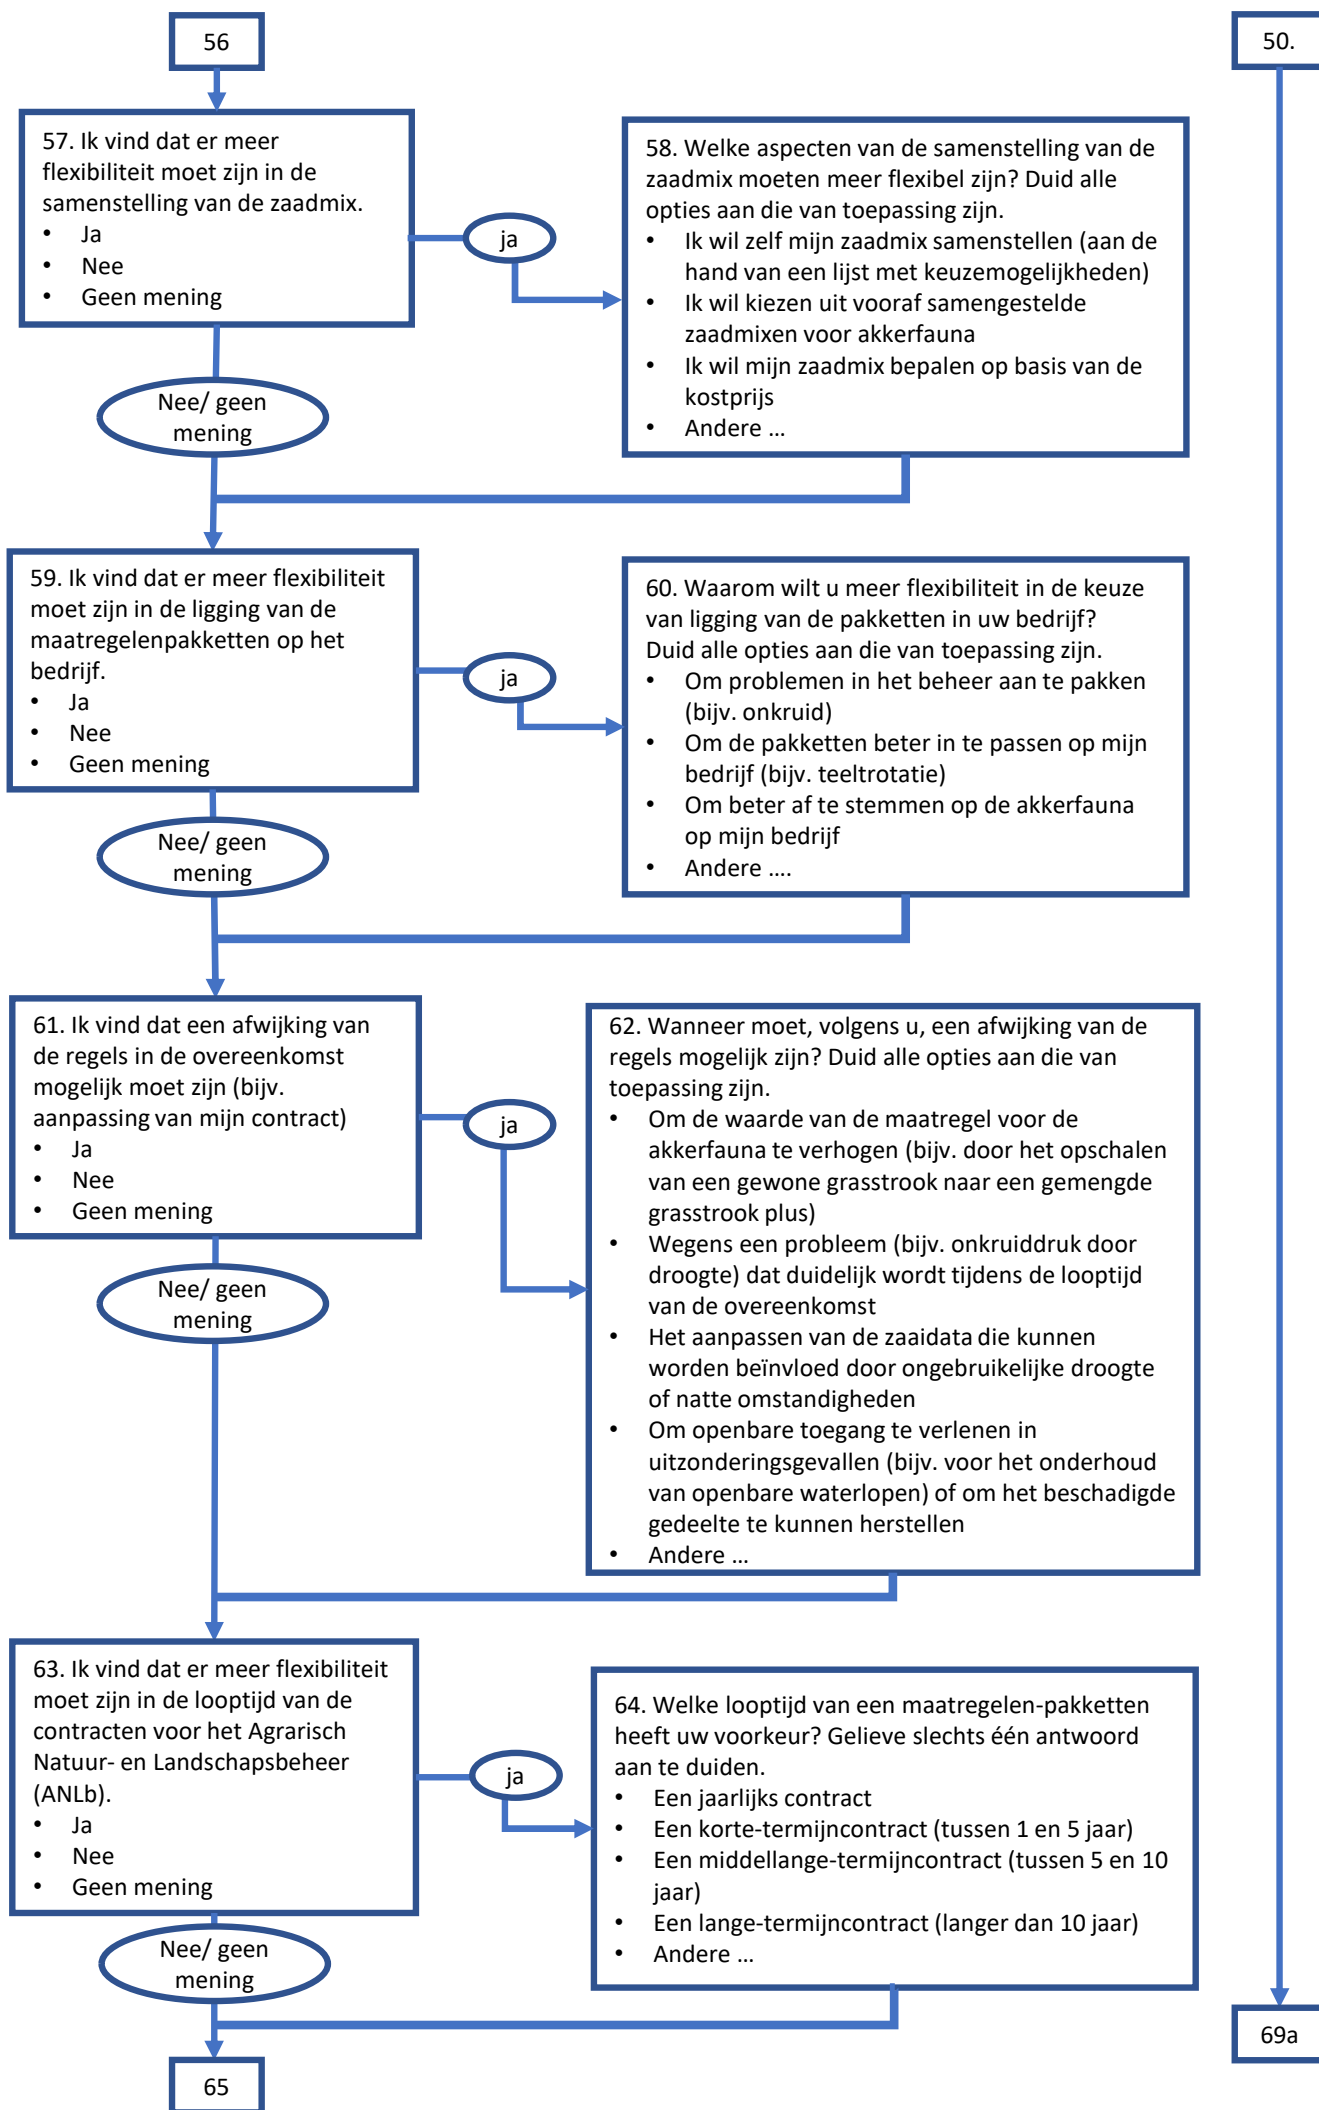 56
50.
57. Ik vind dat er meer
flexibiliteit moet zijn in de
samenstelling van de zaadmix.
• Ja
• Nee
• Geen mening
ja
58. Welke aspecten van de samenstelling van de
zaadmix moeten meer flexibel zijn? Duid alle
opties aan die van toepassing zijn.
• Ik wil zelf mijn zaadmix samenstellen (aan de
hand van een lijst met keuzemogelijkheden)
• Ik wil kiezen uit vooraf samengestelde
zaadmixen voor akkerfauna
• Ik wil mijn zaadmix bepalen op basis van de
kostprijs
• Andere …
Nee/ geen
mening
59. Ik vind dat er meer flexibiliteit
moet zijn in de ligging van de
maatregelenpakketten op het
bedrijf.
• Ja
• Nee
• Geen mening
ja
60. Waarom wilt u meer flexibiliteit in de keuze
van ligging van de pakketten in uw bedrijf?
Duid alle opties aan die van toepassing zijn.
• Om problemen in het beheer aan te pakken
(bijv. onkruid)
• Om de pakketten beter in te passen op mijn
bedrijf (bijv. teeltrotatie)
• Om beter af te stemmen op de akkerfauna
op mijn bedrijf
• Andere ….
Nee/ geen
mening
61. Ik vind dat een afwijking van
de regels in de overeenkomst
mogelijk moet zijn (bijv.
aanpassing van mijn contract)
• Ja
• Nee
• Geen mening
ja
62. Wanneer moet, volgens u, een afwijking van de
regels mogelijk zijn? Duid alle opties aan die van
toepassing zijn.
• Om de waarde van de maatregel voor de
akkerfauna te verhogen (bijv. door het opschalen
van een gewone grasstrook naar een gemengde
grasstrook plus)
• Wegens een probleem (bijv. onkruiddruk door
droogte) dat duidelijk wordt tijdens de looptijd
van de overeenkomst
• Het aanpassen van de zaaidata die kunnen
worden beïnvloed door ongebruikelijke droogte
of natte omstandigheden
• Om openbare toegang te verlenen in
uitzonderingsgevallen (bijv. voor het onderhoud
van openbare waterlopen) of om het beschadigde
gedeelte te kunnen herstellen
• Andere …
Nee/ geen
mening
63. Ik vind dat er meer flexibiliteit
moet zijn in de looptijd van de
contracten voor het Agrarisch
Natuur- en Landschapsbeheer
(ANLb).
• Ja
• Nee
• Geen mening
ja
64. Welke looptijd van een maatregelen-pakketten
heeft uw voorkeur? Gelieve slechts één antwoord
aan te duiden.
• Een jaarlijks contract
• Een korte-termijncontract (tussen 1 en 5 jaar)
• Een middellange-termijncontract (tussen 5 en 10
jaar)
• Een lange-termijncontract (langer dan 10 jaar)
• Andere …
Nee/ geen
mening
65
69a